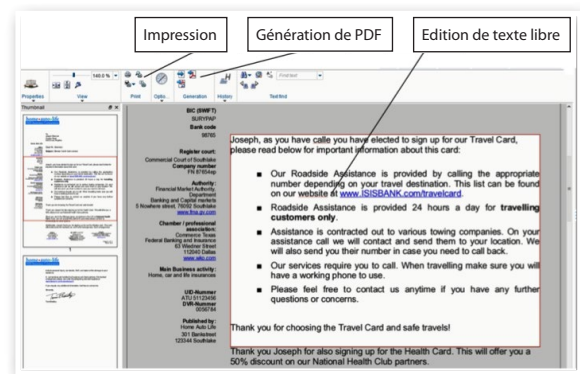 Impression
Génération de PDF
Edition de texte libre
140.0 %
Find text
Properties
View
Print
Optio...
Generation
History
Text find
Thumbnail
BIC (SWIFT)
BURYPAP
Bank code
98765
Register court:
Commercial Court of Southlake
Company number
FN 87654xp
Authority:
Financial Market Authority,
Department
Banking and Capital markets
5 Nowhere street, 76092 Southlake
www.fma.gv.com
Chamber / professional
association:
Commerce Texas
Federal Banking and Insurance
63 Wiedner Street
112040 Dallas
www.wko.com
Main Business activity:
Home, car and life insurances
UID-Nummer
ATU 51123456
DVR-Nummer
0056784
Published by:
Home Auto Life
301 Bankstreet
123344 Southlake
Joseph, as you have calle you have elected to sign up for our Travel Card,
please read below for important information about this card:
■ Our Roadside Assistance is provided by calling the appropriate
number depending on your travel destination. This list can be found
on our website at www.ISISBANK.com/travelcard.
■ Roadside Assistance is provided 24 hours a day for travelling
customers only.
■ Assistance is contracted out to various towing companies. On your
assistance call we will contact and send to your location. We
will also send you their number in case you need to call back.
■ Our services require you to call. When travelling make sure you will
have a working phone to use.
■ Please feel free to contact us anytime if you have any further
questions or concerns.
Thank you for choosing the Travel Card and safe travels!
Thank you Joseph for also signing up for the Health Card. This will offer you a
50% discount on our National Health Club partners.